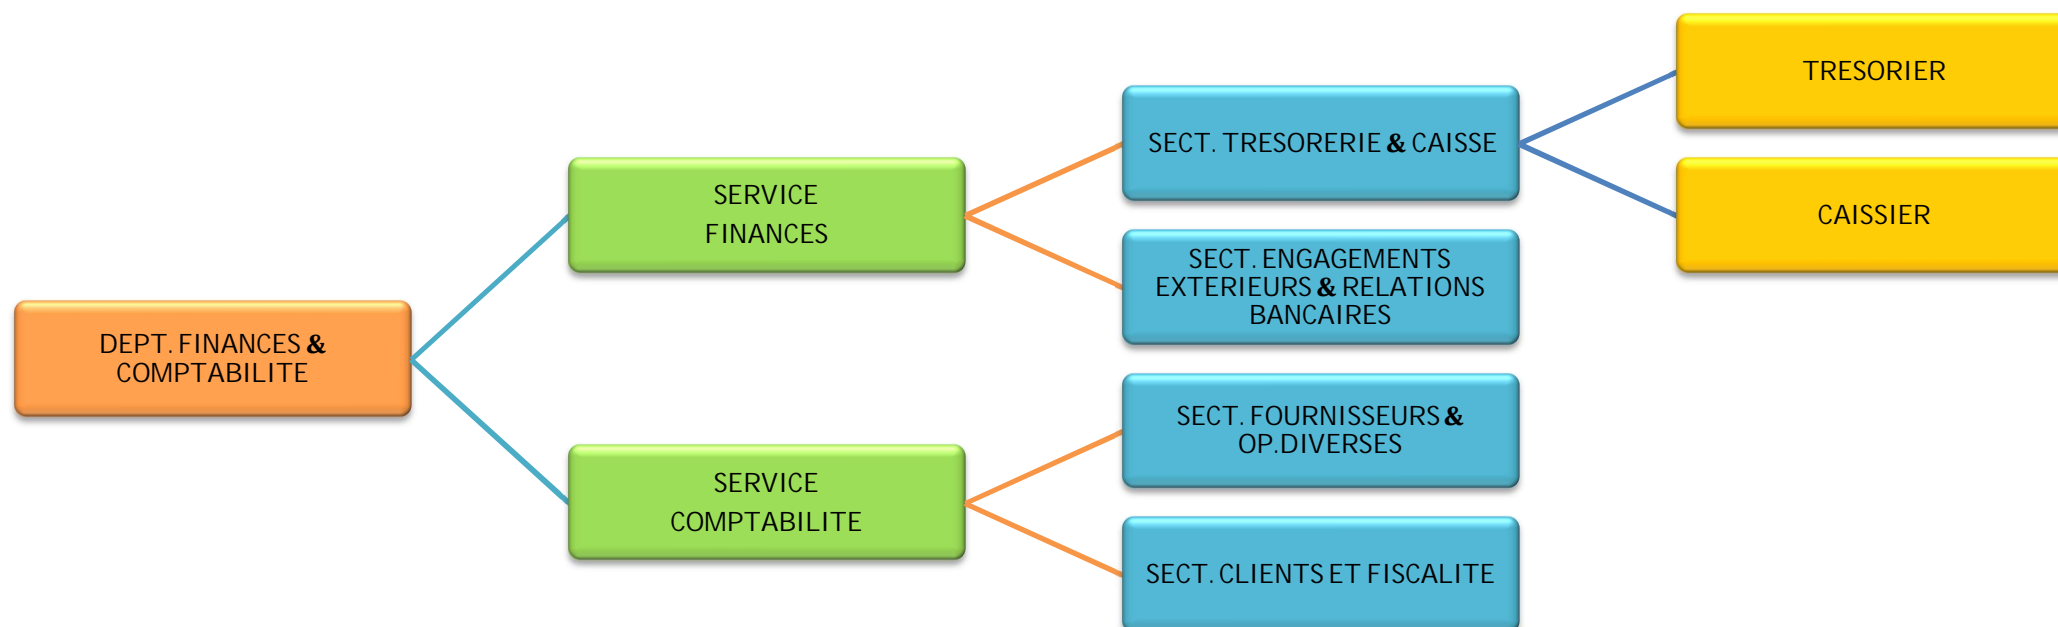 TRESORIER
SECT. TRESORERIE & CAISSE
SERVICE
FINANCES
CAISSIER
SECT. ENGAGEMENTS
EXTERIEURS & RELATIONS
BANCAIRES
DEPT. FINANCES &
COMPTABILITE
SECT. FOURNISSEURS &
OP.DIVERSES
SERVICE
COMPTABILITE
SECT. CLIENTS ET FISCALITE